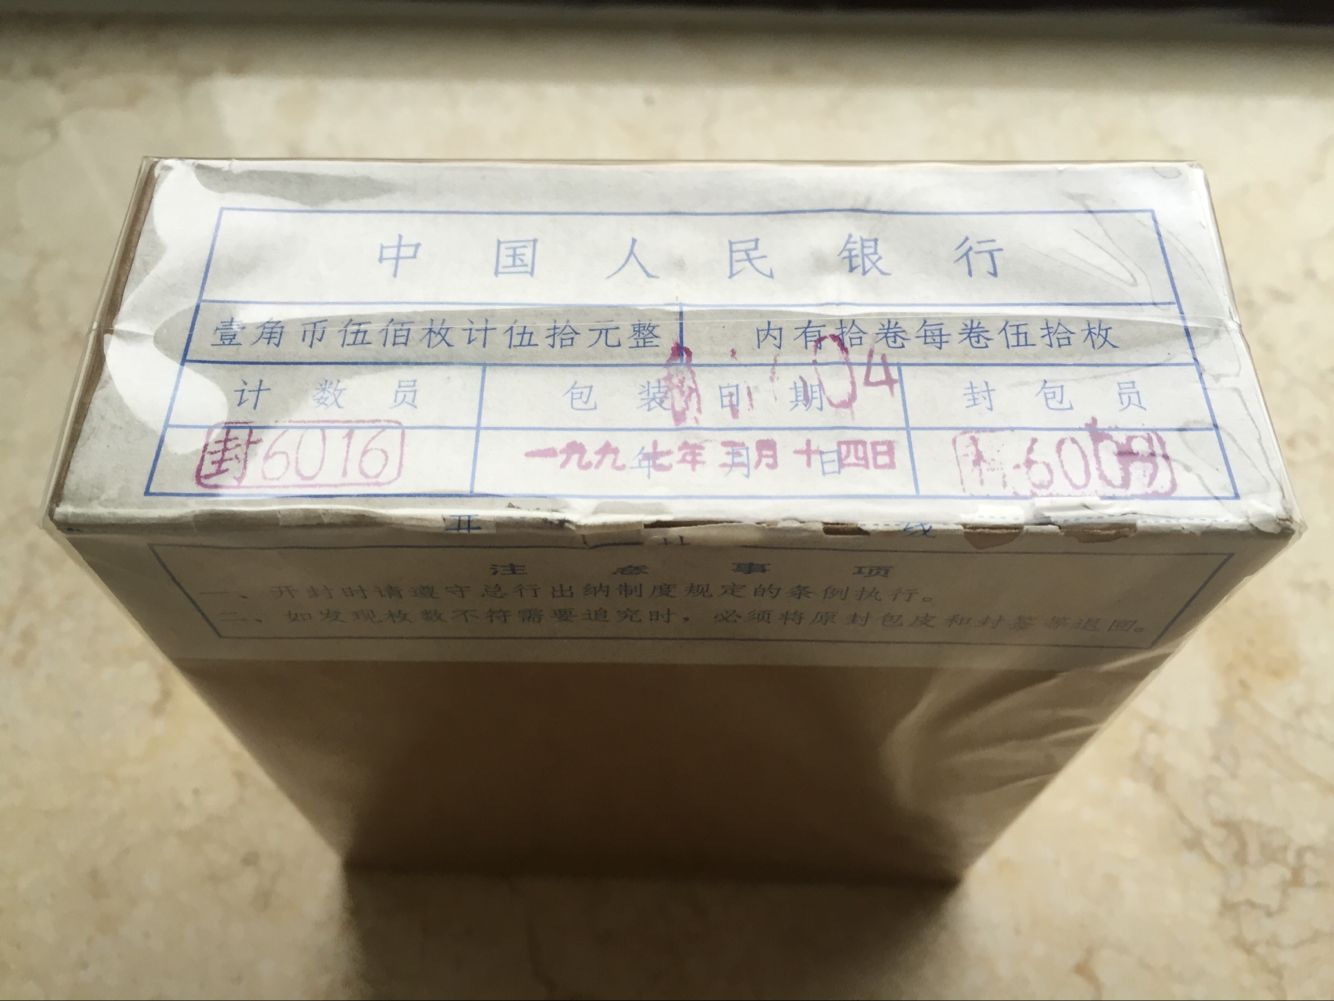 中国人民银行
壹角币伍佰枚计伍拾元整 内有拾卷每卷伍拾枚
计数员 包装日期 封包员
封6016 一九九七年三月十四日 6009
04
开 线
注意事项
一、开封时请遵守总行出纳制度规定的条例执行。
二、如发现枚数不符需要追究时，必须将原封包皮和封签等退回。